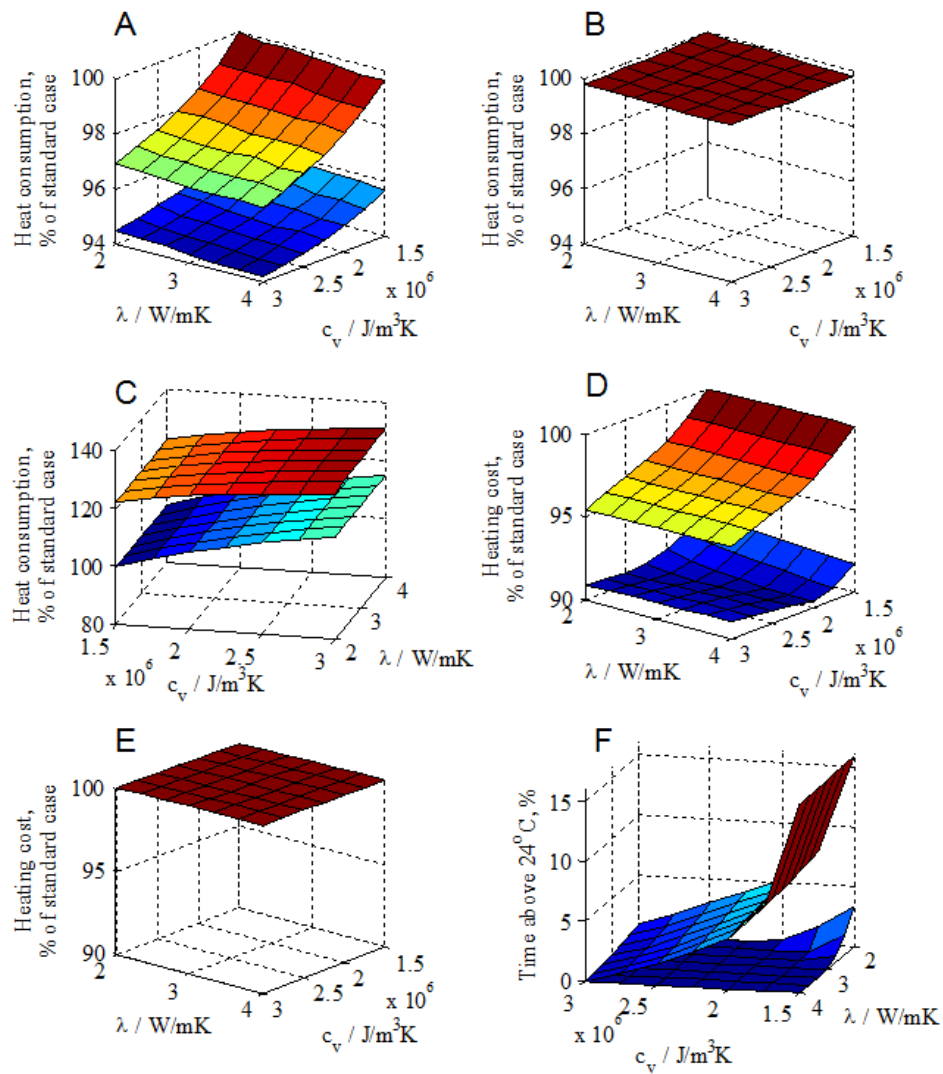 A
Heat consumption,
% of standard case
100
98
96
94
2
3
4
λ / W/mK
3
2.5
2
1.5
x 10⁶
c_v / J/m³K
B
Heat consumption,
% of standard case
100
98
96
94
2
3
4
λ / W/mK
3
2.5
2
1.5
x 10⁶
c_v / J/m³K
C
Heat consumption,
% of standard case
140
120
100
80
1.5
2
2.5
3
x 10⁶
c_v / J/m³K
2
3
4
λ / W/mK
D
Heating cost,
% of standard case
100
95
90
2
3
4
λ / W/mK
3
2.5
2
1.5
x 10⁶
c_v / J/m³K
E
Heating cost,
% of standard case
100
95
90
2
3
4
λ / W/mK
3
2.5
2
1.5
x 10⁶
c_v / J/m³K
F
Time above 24°C, %
15
10
5
0
3
2.5
2
1.5
x 10⁶
c_v / J/m³K
4
3
2
λ / W/mK